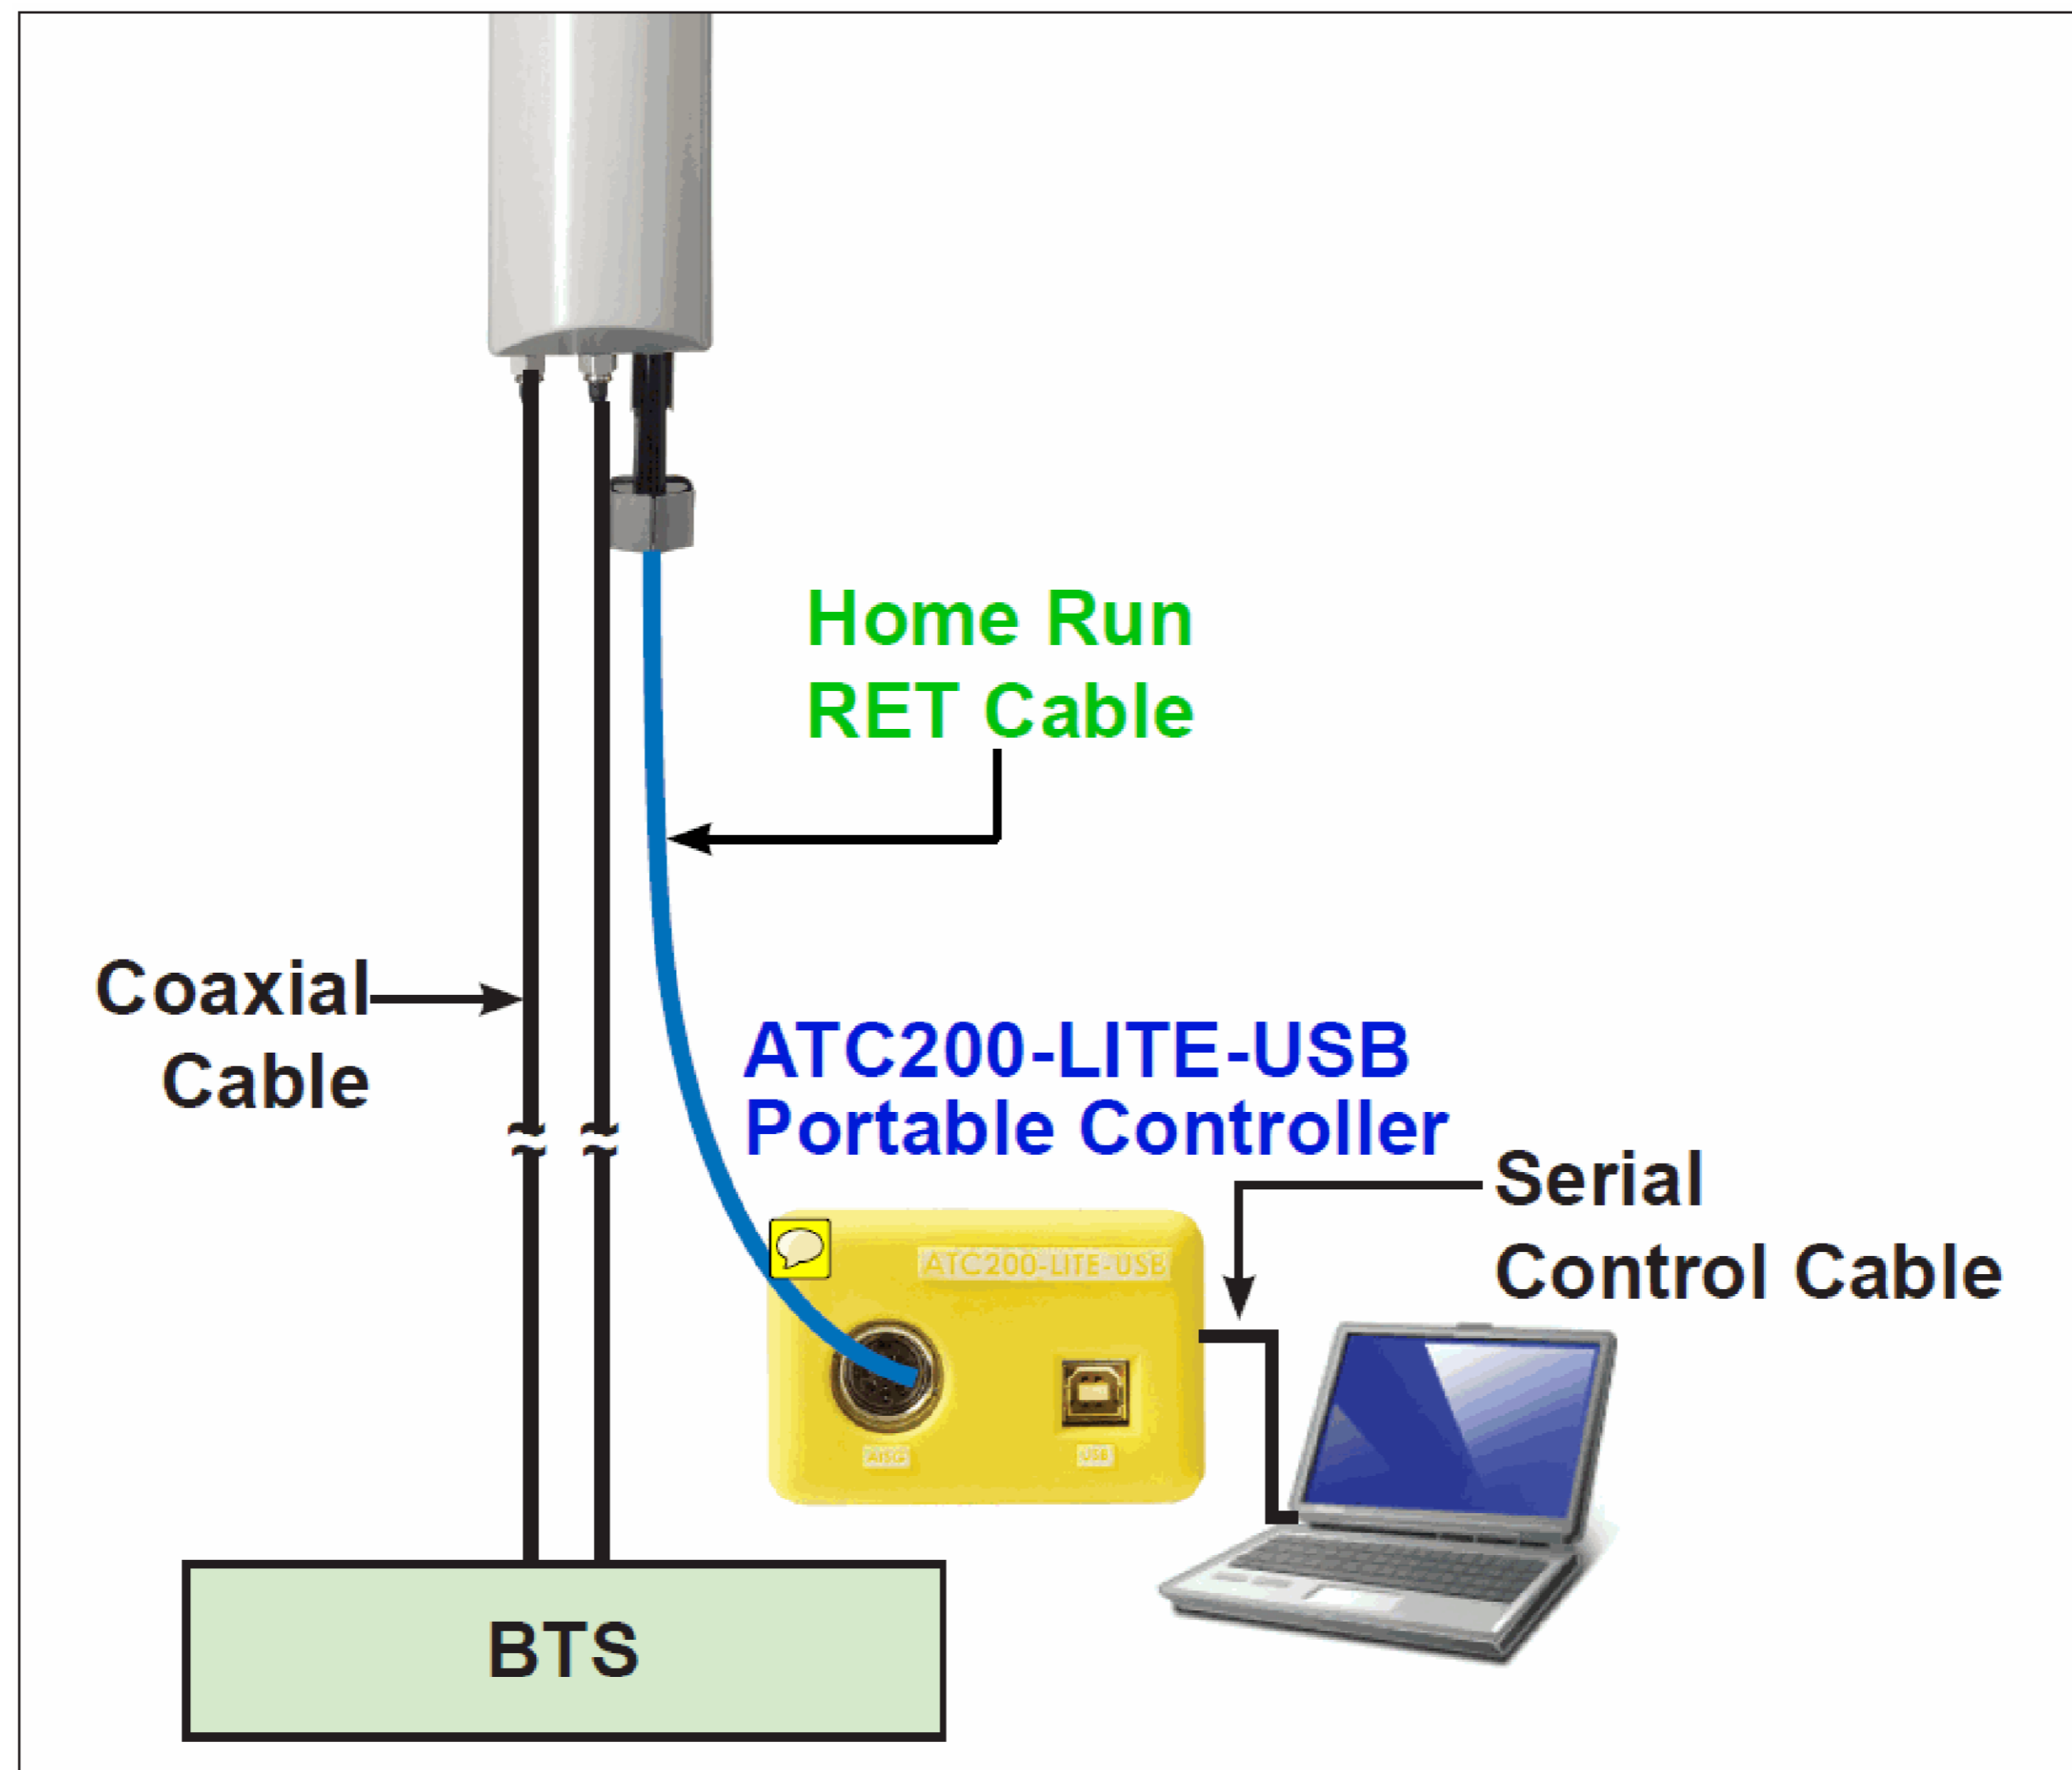 Home Run
RET Cable
Coaxial
Cable
ATC200-LITE-USB
Portable Controller
Serial
Control Cable
ATC200-LITE-USB
AISG
USB
BTS